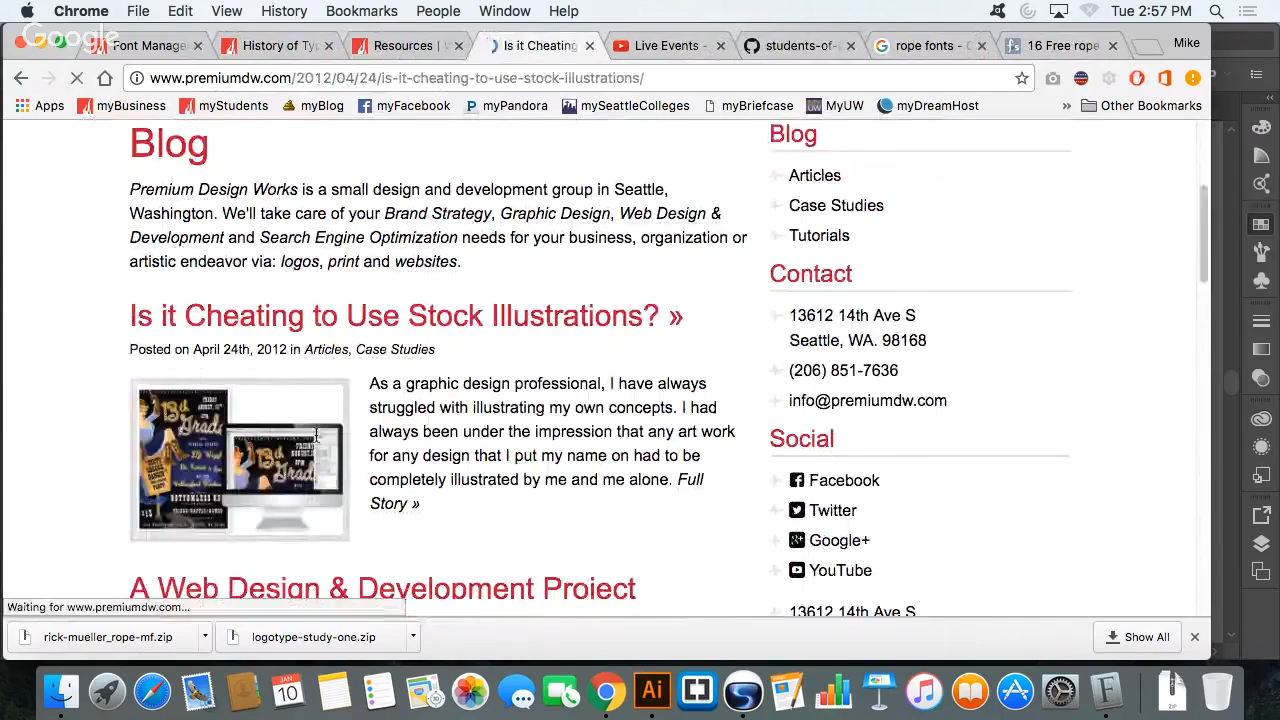 Chrome File Edit View History Bookmarks People Window Help Tue 2:57 PM
Google
Font Manage
History of Typ
Resources | W
Is it Cheating
Live Events -
students-of-
rope fonts - G
16 Free rope
Mike
www.premiumdw.com/2012/04/24/is-it-cheating-to-use-stock-illustrations/
Apps myBusiness myStudents myBlog myFacebook myPandora mySeattleColleges myBriefcase MyUW myDreamHost » Other Bookmarks
Blog
Premium Design Works is a small design and development group in Seattle,
Washington. We'll take care of your Brand Strategy, Graphic Design, Web Design &
Development and Search Engine Optimization needs for your business, organization or
artistic endeavor via: logos, print and websites.
Is it Cheating to Use Stock Illustrations? »
Posted on April 24th, 2012 in Articles, Case Studies
As a graphic design professional, I have always
struggled with illustrating my own concepts. I had
always been under the impression that any art work
for any design that I put my name on had to be
completely illustrated by me and me alone. Full
Story »
A Web Design & Development Project
Blog
Articles
Case Studies
Tutorials
Contact
13612 14th Ave S
Seattle, WA. 98168
(206) 851-7636
info@premiumdw.com
Social
Facebook
Twitter
Google+
YouTube
13612 14th Ave S
13th Grade
Waiting for www.premiumdw.com...
rick-mueller_rope-mf.zip
logotype-study-one.zip
Show All
JAN
10
Ai
ZIP